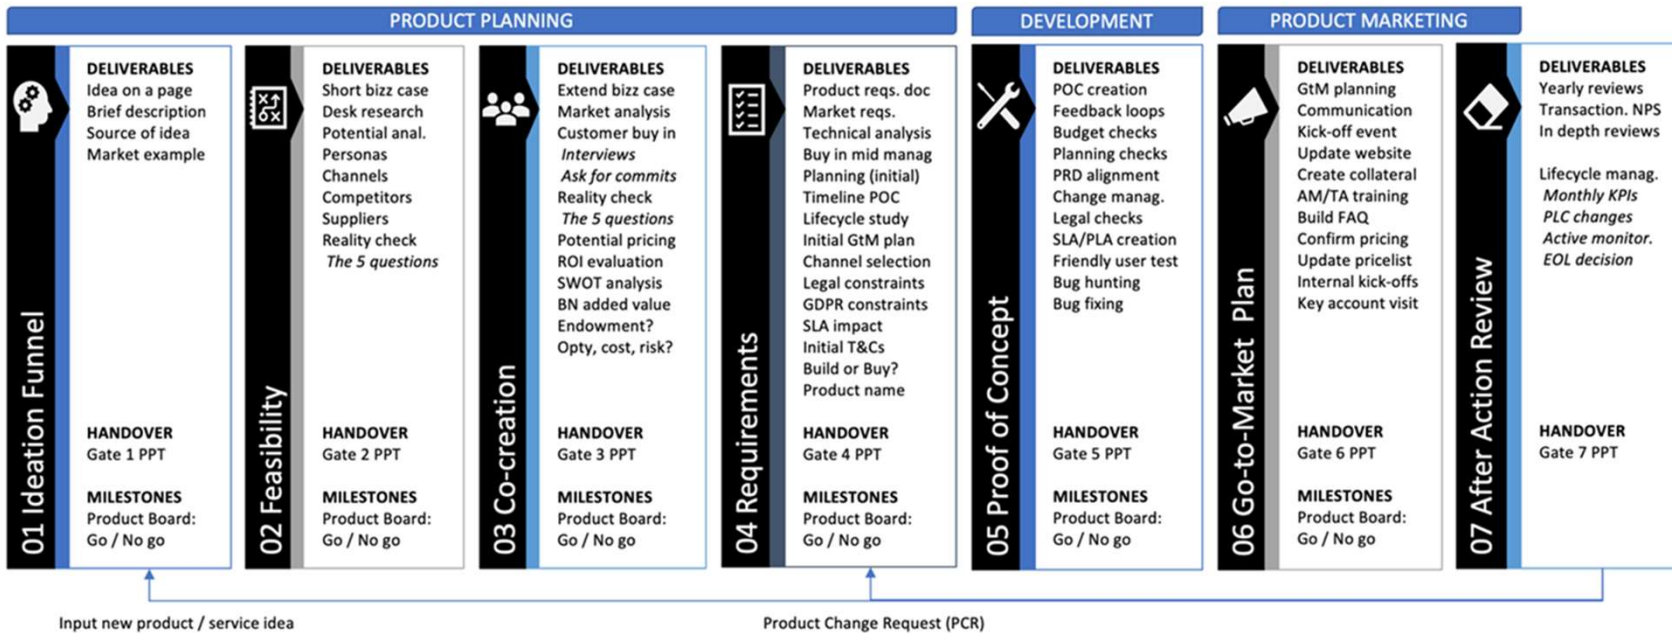 PRODUCT PLANNING
DEVELOPMENT
PRODUCT MARKETING
01 Ideation Funnel
DELIVERABLES
Idea on a page
Brief description
Source of idea
Market example
HANDOVER
Gate 1 PPT
MILESTONES
Product Board:
Go / No go
02 Feasibility
DELIVERABLES
Short bizz case
Desk research
Potential anal.
Personas
Channels
Competitors
Suppliers
Reality check
The 5 questions
HANDOVER
Gate 2 PPT
MILESTONES
Product Board:
Go / No go
03 Co-creation
DELIVERABLES
Extend bizz case
Market analysis
Customer buy in
Interviews
Ask for commits
Reality check
The 5 questions
Potential pricing
ROI evaluation
SWOT analysis
BN added value
Endowment?
Opty, cost, risk?
HANDOVER
Gate 3 PPT
MILESTONES
Product Board:
Go / No go
04 Requirements
DELIVERABLES
Product reqs. doc
Market reqs.
Technical analysis
Buy in mid manag
Planning (initial)
Timeline POC
Lifecycle study
Initial GtM plan
Channel selection
Legal constraints
GDPR constraints
SLA impact
Initial T&Cs
Build or Buy?
Product name
HANDOVER
Gate 4 PPT
MILESTONES
Product Board:
Go / No go
05 Proof of Concept
DELIVERABLES
POC creation
Feedback loops
Budget checks
Planning checks
PRD alignment
Change manag.
Legal checks
SLA/PLA creation
Friendly user test
Bug hunting
Bug fixing
HANDOVER
Gate 5 PPT
MILESTONES
Product Board:
Go / No go
06 Go-to-Market Plan
DELIVERABLES
GtM planning
Communication
Kick-off event
Update website
Create collateral
AM/TA training
Build FAQ
Confirm pricing
Update pricelist
Internal kick-offs
Key account visit
HANDOVER
Gate 6 PPT
MILESTONES
Product Board:
Go / No go
07 After Action Review
DELIVERABLES
Yearly reviews
Transaction. NPS
In depth reviews
Lifecycle manag.
Monthly KPIs
PLC changes
Active monitor.
EOL decision
HANDOVER
Gate 7 PPT
Input new product / service idea
Product Change Request (PCR)